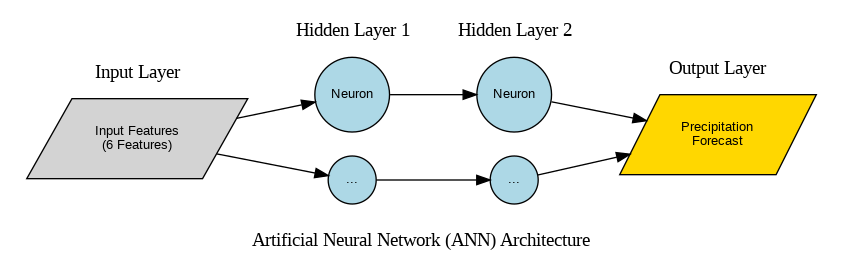 Hidden Layer 1
Hidden Layer 2
Input Layer
Output Layer
Neuron
Neuron
Input Features
(6 Features)
Precipitation
Forecast
...
...
Artificial Neural Network (ANN) Architecture